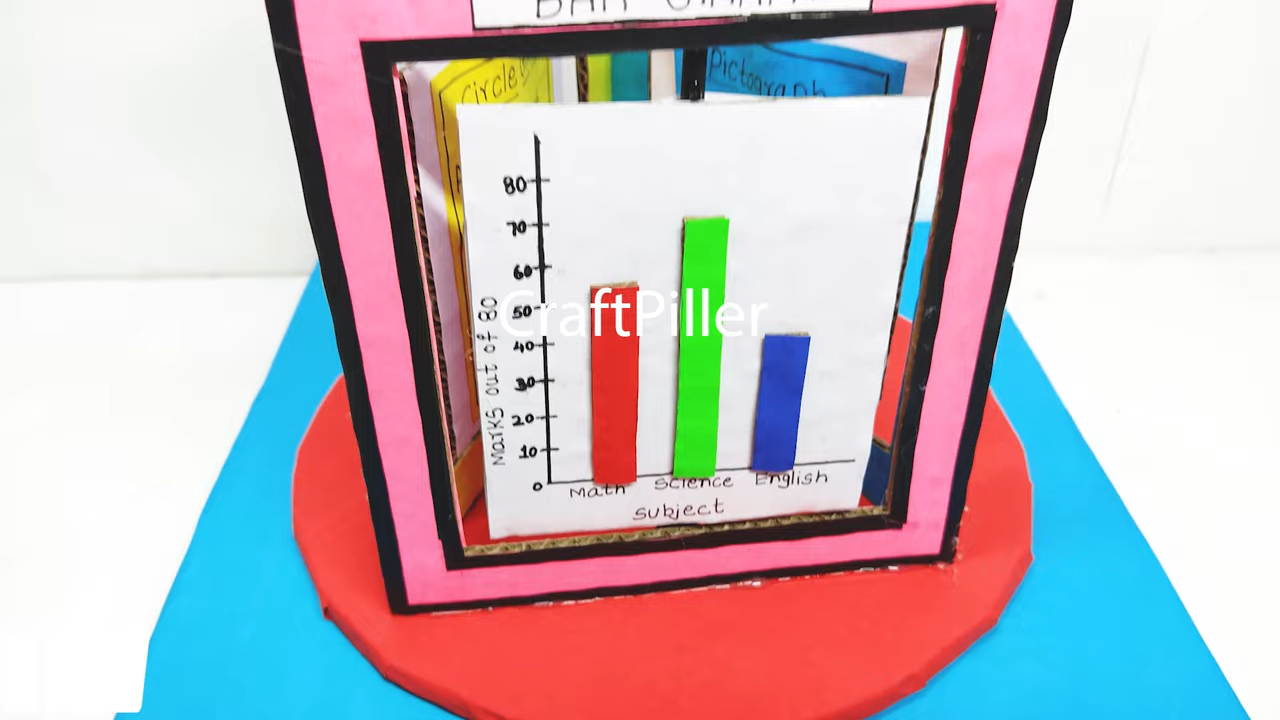 Circle
Pictograph
80
70
60
50
40
30
20
10
0
Marks out of 80
CraftPiller
Math
Science
English
Subject